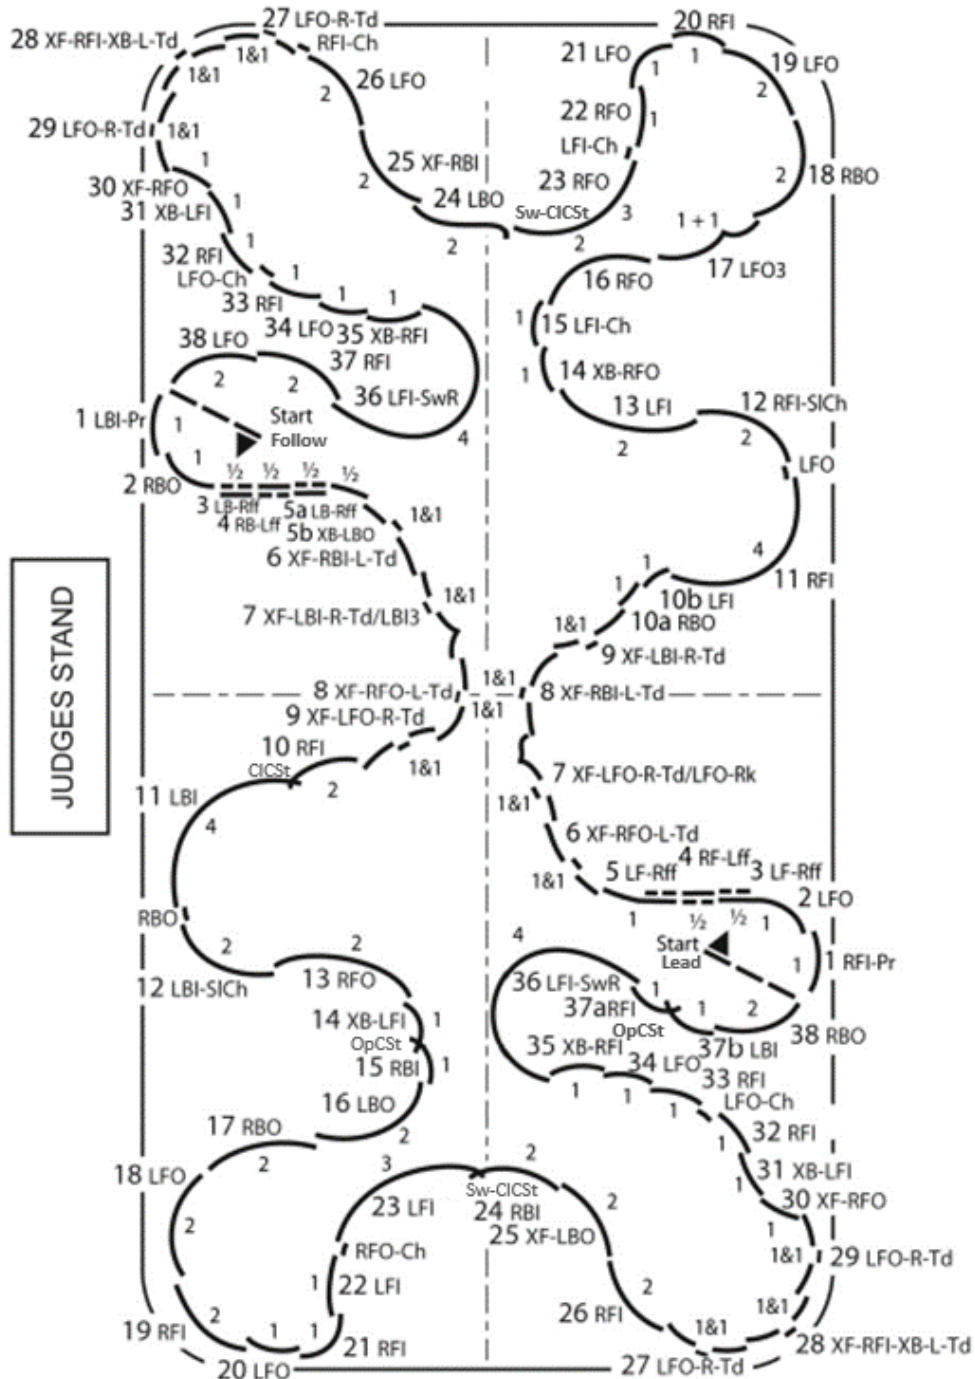 27 LFO-R-Td
20 RFI
28 XF-RFI-XB-L-Td
RFI-Ch
21 LFO
1&1
1&1
1
1
19 LFO
26 LFO
2
2
22 RFO
29 LFO-R-Td
1&1
1
LFI-Ch
1
25 XF-RBI
30 XF-RFO
2
23 RFO
2
18 RBO
31 XB-LFI
1
24 LBO
Sw-ClCSt
3
1 + 1
32 RFI
1
2
2
17 LFO3
LFO-Ch
1
16 RFO
33 RFI
1
1
1
15 LFI-Ch
34 LFO
35 XB-RFI
38 LFO
37 RFI
2
2
1
14 XB-RFO
36 LFI-SwR
13 LFI
12 RFI-SlCh
1 LBI-Pr
1
Start
Follow
4
2
2
1
2 RBO
½
½
½
½
LFO
3 LB-Rff
4 RB-Lff
5a LB-Rff
5b XB-LBO
1&1
6 XF-RBI-L-Td
4
11 RFI
1
1
10b LFI
7 XF-LBI-R-Td/LBI3
1&1
1&1
10a RBO
9 XF-LBI-R-Td
JUDGES STAND
8 XF-RFO-L-Td
1&1
1&1
8 XF-RBI-L-Td
9 XF-LFO-R-Td
10 RFI
ClCSt
1&1
2
7 XF-LFO-R-Td/LFO-Rk
11 LBI
1&1
4
6 XF-RFO-L-Td
5 LF-Rff
4 RF-Lff
3 LF-Rff
1&1
2 LFO
RBO
1
½
½
1
2
2
4
Start
Lead
1
1 RFI-Pr
12 LBI-SlCh
13 RFO
36 LFI-SwR
1
37a RFI
1
2
14 XB-LFI
1
OpCSt
OpCSt
38 RBO
15 RBI
1
35 XB-RFI
37b LBI
34 LFO
33 RFI
16 LBO
1
1
1
LFO-Ch
17 RBO
2
1
32 RFI
2
18 LFO
3
2
31 XB-LFI
Sw-ClCSt
1
30 XF-RFO
23 LFI
24 RBI
2
2
25 XF-LBO
1
RFO-Ch
1&1
29 LFO-R-Td
1
22 LFI
2
1&1
26 RFI
2
1
1
1&1
19 RFI
21 RFI
28 XF-RFI-XB-L-Td
20 LFO
27 LFO-R-Td